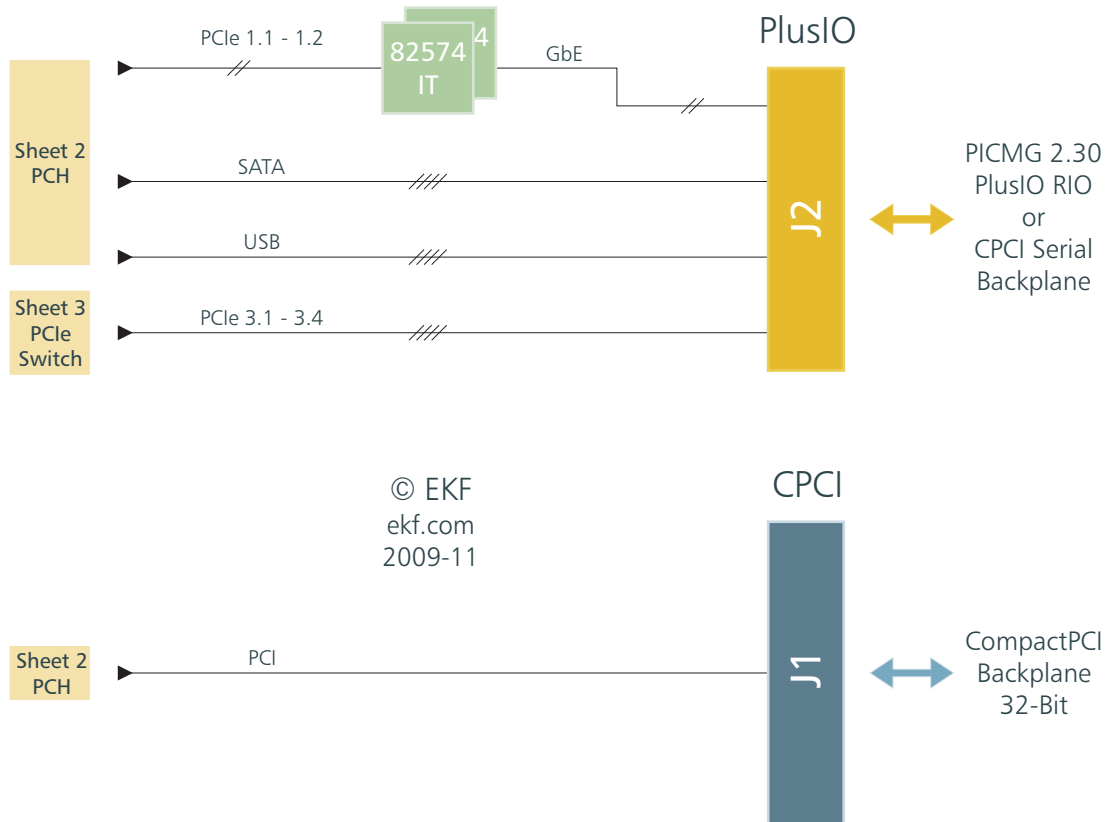 PlusIO
PCIe 1.1 - 1.2
4
82574
IT
GbE
Sheet 2
PCH
SATA
USB
J2
PICMG 2.30
PlusIO RIO
or
CPCI Serial
Backplane
Sheet 3
PCIe
Switch
PCIe 3.1 - 3.4
© EKF
ekf.com
2009-11
CPCI
Sheet 2
PCH
PCI
J1
CompactPCI
Backplane
32-Bit